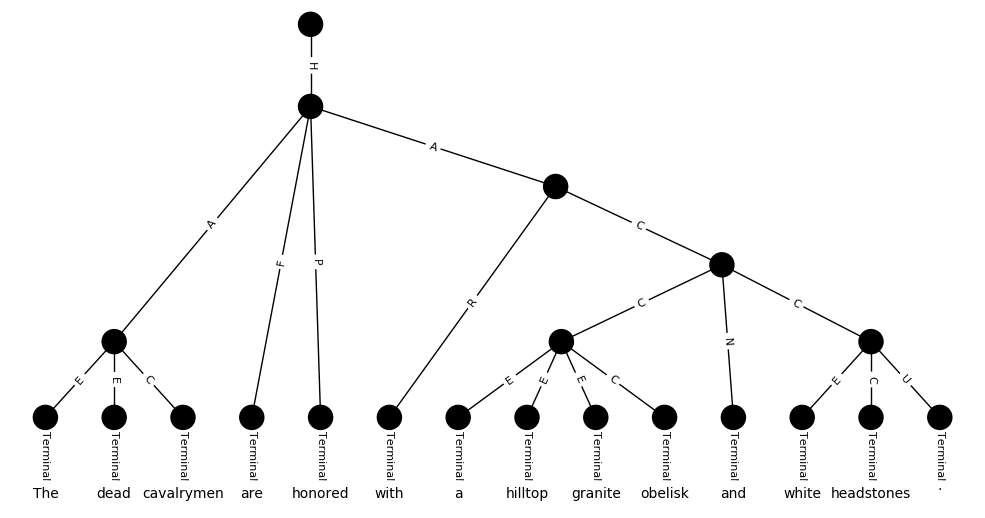 H
A
A
C
F
P
R
C
C
N
E
E
C
E
E
E
C
E
C
U
Terminal Terminal Terminal Terminal Terminal Terminal Terminal Terminal Terminal Terminal Terminal Terminal Terminal Terminal
The dead cavalrymen are honored with a hilltop granite obelisk and white headstones .